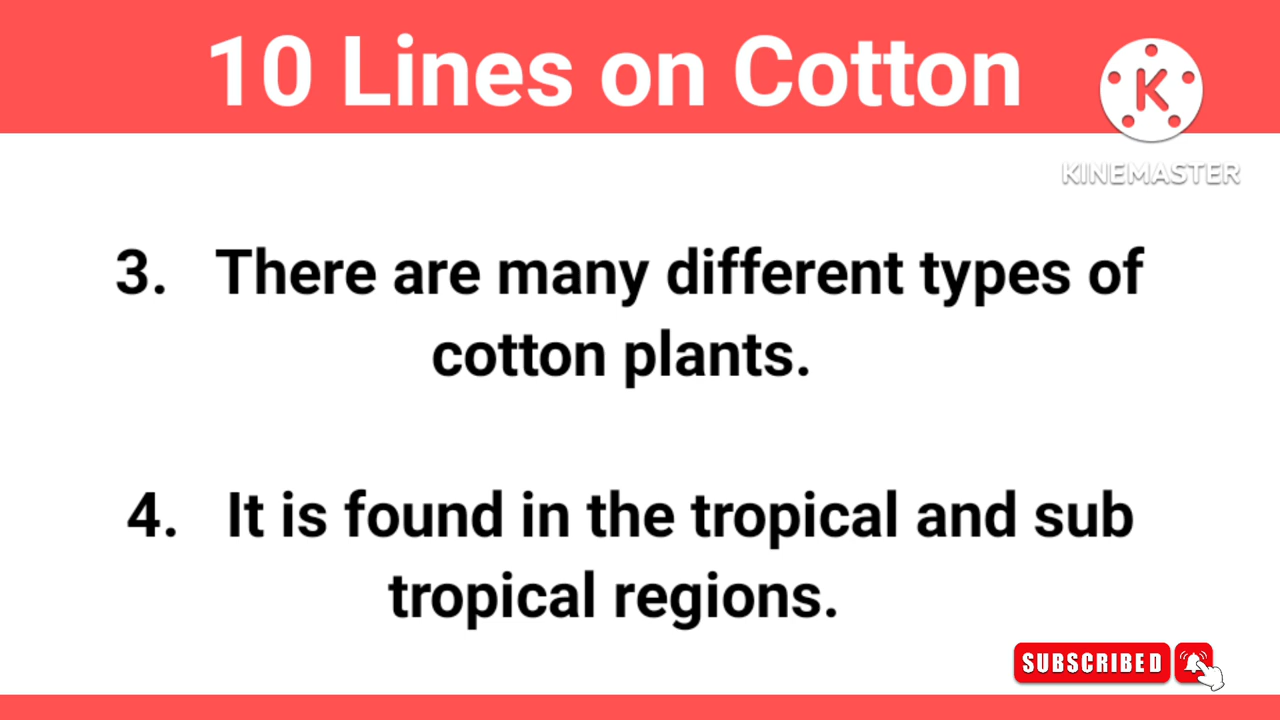 10 Lines on Cotton
K
KINEMASTER
3. There are many different types of
cotton plants.
4. It is found in the tropical and sub
tropical regions.
SUBSCRIBED